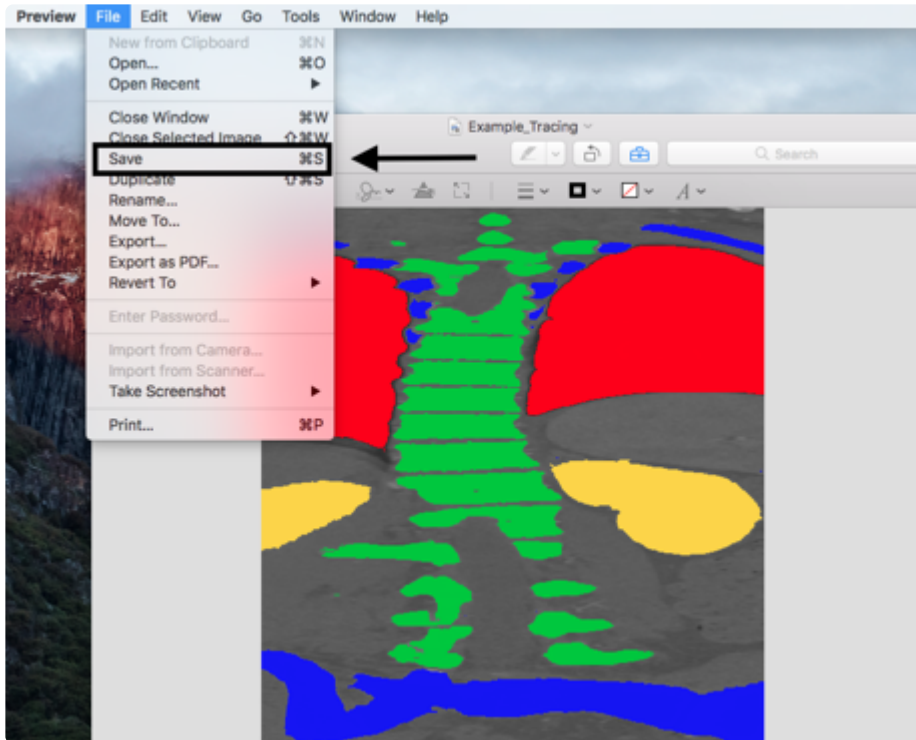 Preview File Edit View Go Tools Window Help
New from Clipboard ⌘N
Open... ⌘O
Open Recent ▶
Close Window ⌘W
Close Selected Image ⇧⌘W
Save ⌘S
Duplicate ⇧⌘S
Rename...
Move To...
Export...
Export as PDF...
Revert To ▶
Enter Password...
Import from Camera...
Import from Scanner...
Take Screenshot ▶
Print... ⌘P
Example_Tracing
Search
A